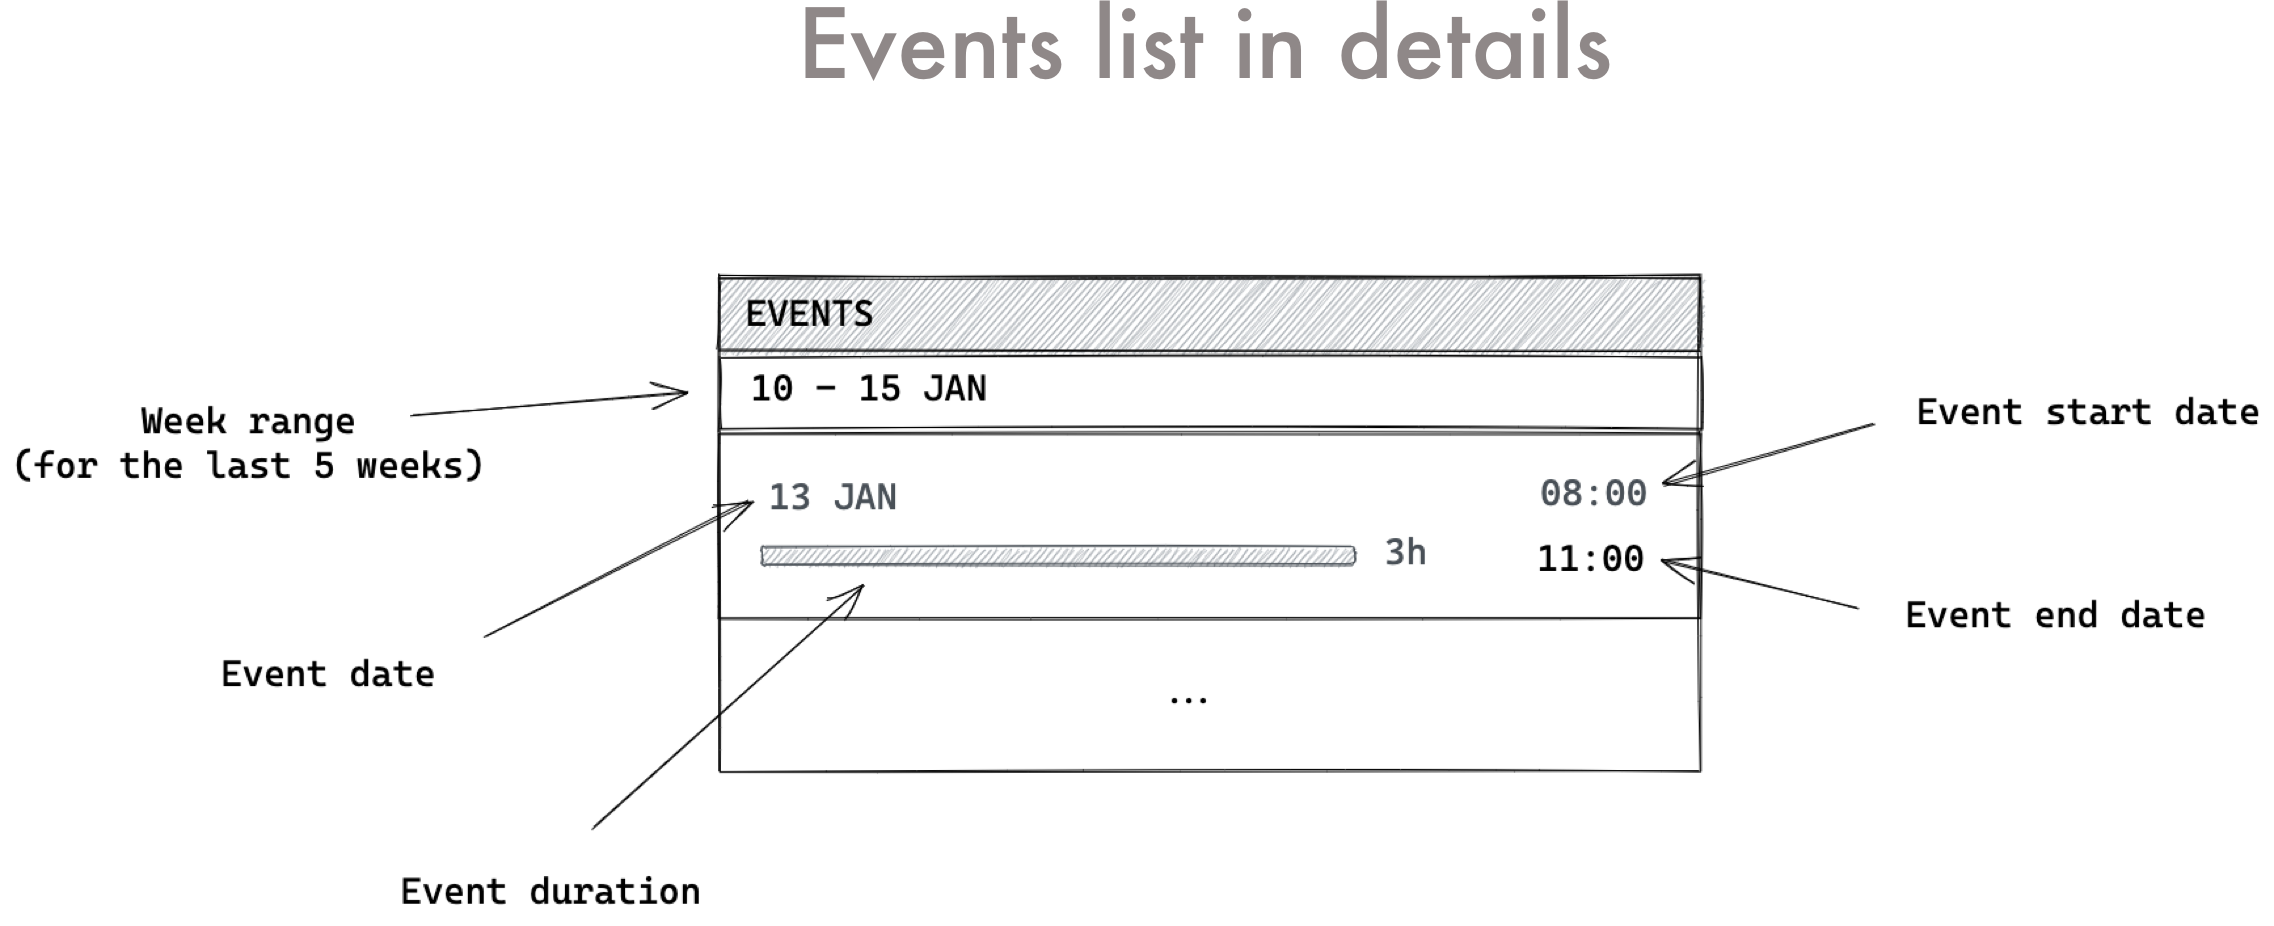 Events list in details
EVENTS
10 – 15 JAN
Week range
(for the last 5 weeks)
Event start date
13 JAN
08:00
3h
11:00
Event end date
Event date
...
Event duration